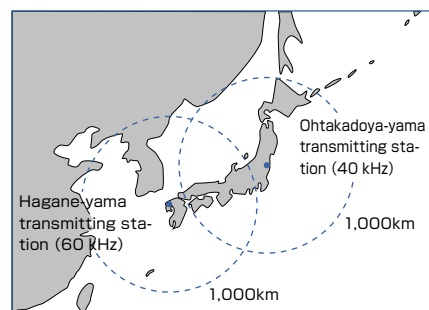 Ohtakadoya-yama
transmitting sta-
tion (40 kHz)
Hagane-yama
transmitting sta-
tion (60 kHz)
1,000km
1,000km